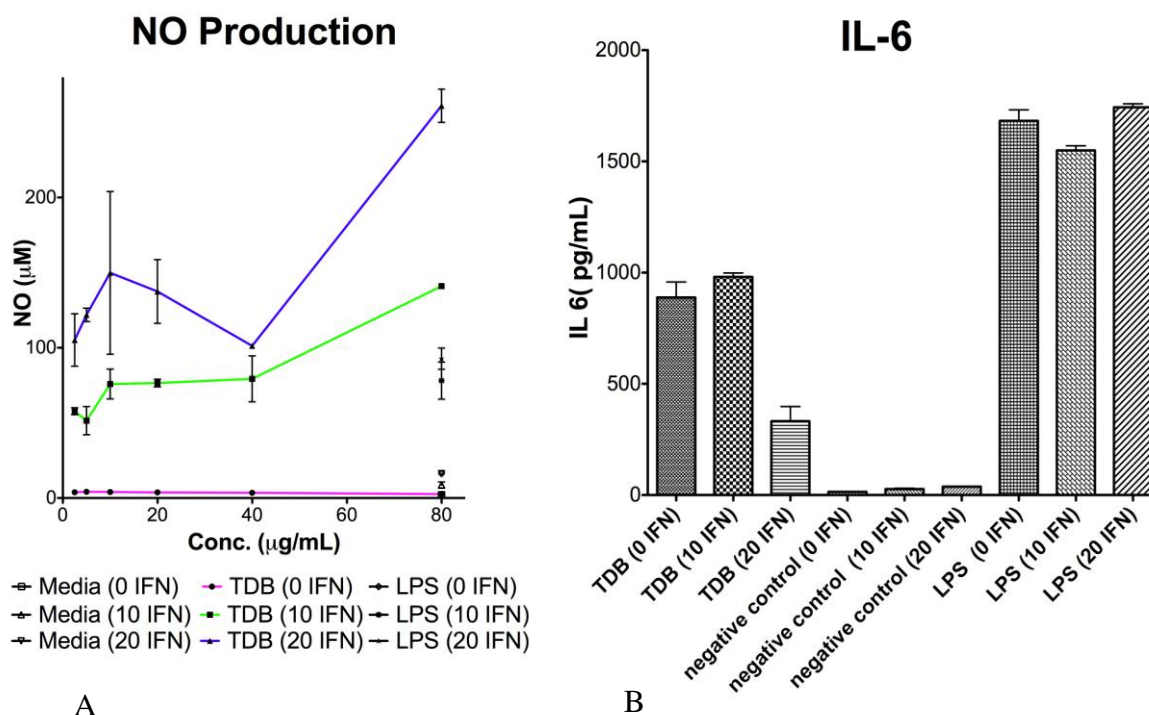 NO Production
NO (μM)
200
100
0
0 20 40 60 80
Conc. (μg/mL)
Media (0 IFN) TDB (0 IFN) LPS (0 IFN)
Media (10 IFN) TDB (10 IFN) LPS (10 IFN)
Media (20 IFN) TDB (20 IFN) LPS (20 IFN)
A
IL-6
IL 6( pg/mL)
2000
1500
1000
500
0
TDB (0 IFN)
TDB (10 IFN)
TDB (20 IFN)
negative control (0 IFN)
negative control (10 IFN)
negative control (20 IFN)
LPS (0 IFN)
LPS (10 IFN)
LPS (20 IFN)
B